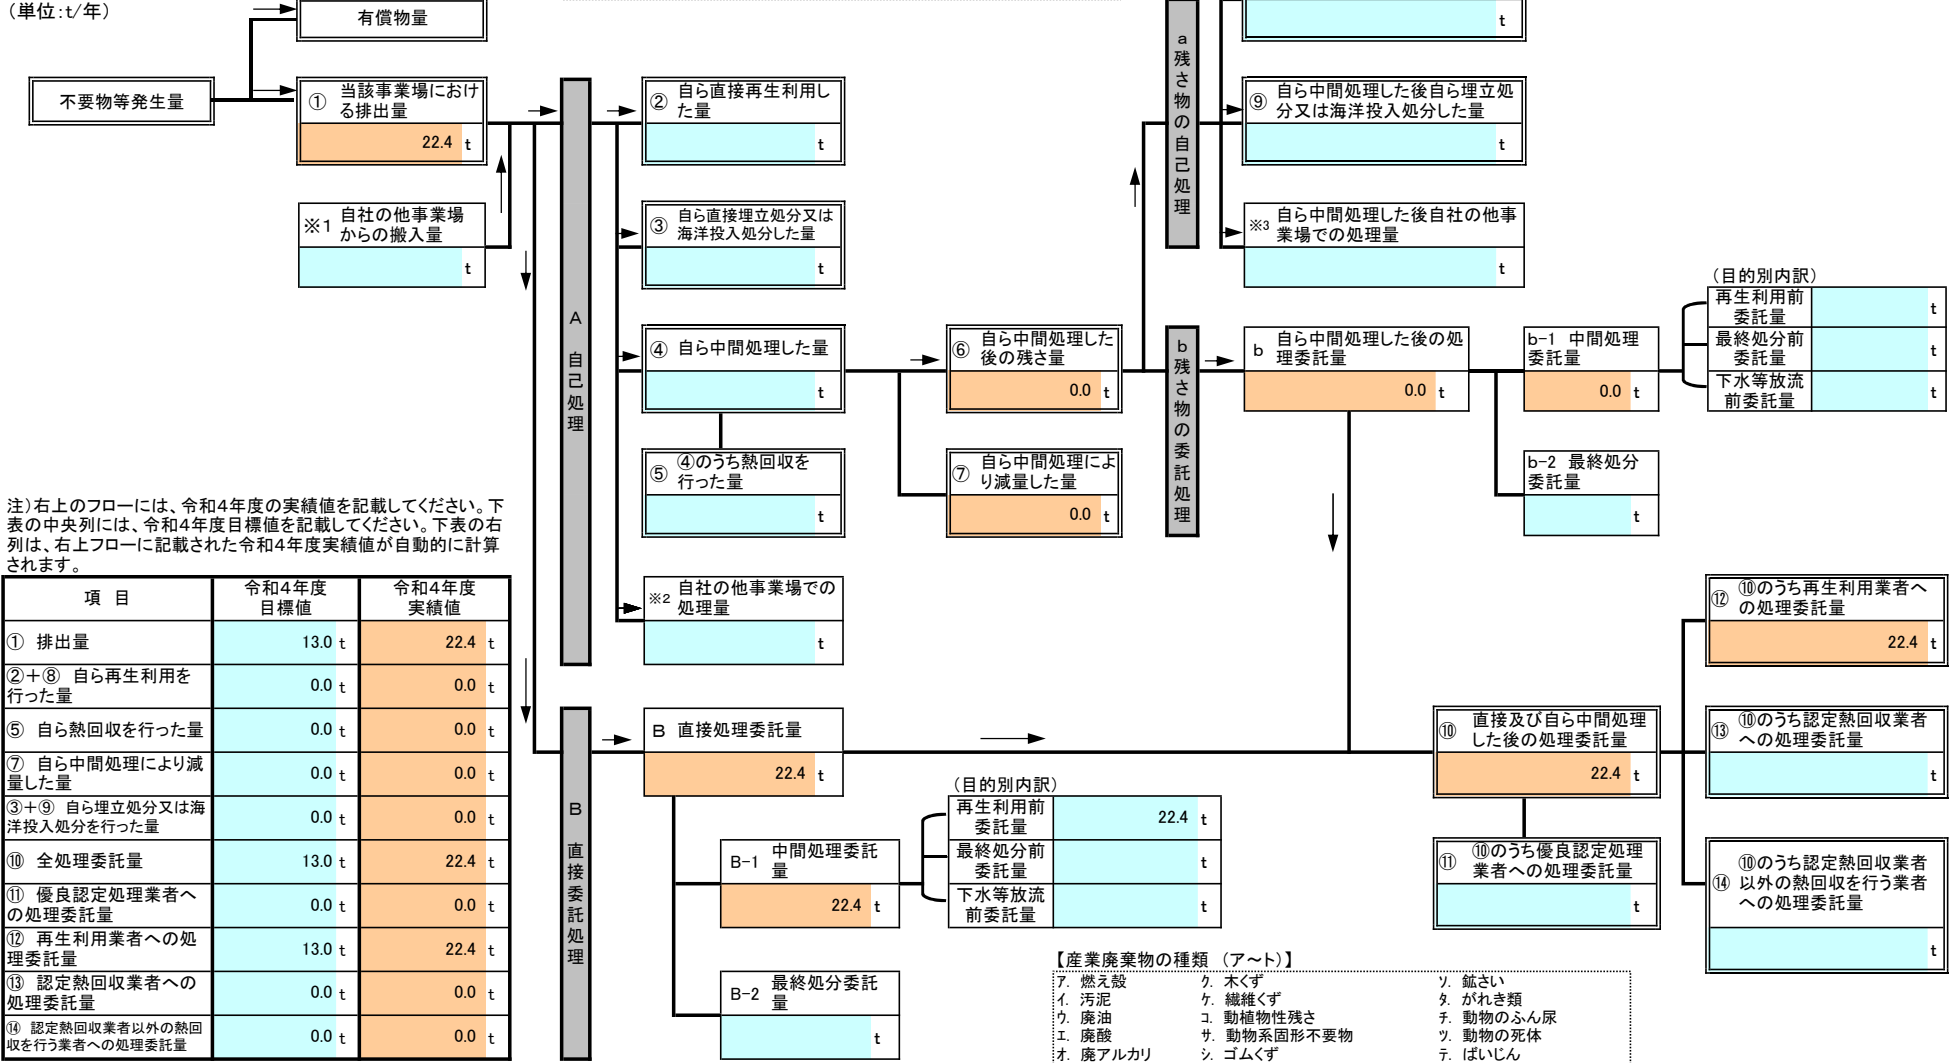 (単位:t/年)
有償物量
不要物等発生量
① 当該事業場におけ
る排出量
22.4 t
※1 自社の他事業場
からの搬入量
t
A
自己処理
② 自ら直接再生利用し
た量
t
③ 自ら直接埋立処分又は
海洋投入処分した量
t
④ 自ら中間処理した量
t
⑤ ④のうち熱回収を
行った量
t
※2 自社の他事業場での
処理量
t
⑥ 自ら中間処理した
後の残さ量
0.0 t
⑦ 自ら中間処理によ
り減量した量
0.0 t
a残さ物の自己処理
t
⑨ 自ら中間処理した後自ら埋立処
分又は海洋投入処分した量
t
※3 自ら中間処理した後自社の他事
業場での処理量
t
b残さ物の委託処理
b 自ら中間処理した後の処
理委託量
0.0 t
b-1 中間処理
委託量
0.0 t
b-2 最終処分
委託量
t
(目的別内訳)
再生利用前
委託量
t
最終処分前
委託量
t
下水等放流
前委託量
t
注)右上のフローには、令和4年度の実績値を記載してください。下
表の中央列には、令和4年度目標値を記載してください。下表の右
列は、右上フローに記載された令和4年度実績値が自動的に計算
されます。
項 目
令和4年度
目標値
令和4年度
実績値
① 排出量 13.0 t 22.4 t
②+⑧ 自ら再生利用を
行った量 0.0 t 0.0 t
⑤ 自ら熱回収を行った量 0.0 t 0.0 t
⑦ 自ら中間処理により減
量した量 0.0 t 0.0 t
③+⑨ 自ら埋立処分又は海
洋投入処分を行った量 0.0 t 0.0 t
⑩ 全処理委託量 13.0 t 22.4 t
⑪ 優良認定処理業者へ
の処理委託量 0.0 t 0.0 t
⑫ 再生利用業者への処
理委託量 13.0 t 22.4 t
⑬ 認定熱回収業者への
処理委託量 0.0 t 0.0 t
⑭ 認定熱回収業者以外の熱回
収を行う業者への処理委託量 0.0 t 0.0 t
B
直接委託処理
B 直接処理委託量
22.4 t
B-1 中間処理委託
量
22.4 t
B-2 最終処分委託
量
t
(目的別内訳)
再生利用前
委託量
22.4 t
最終処分前
委託量
t
下水等放流
前委託量
t
⑩ 直接及び自ら中間処理
した後の処理委託量
22.4 t
⑪ ⑩のうち優良認定処理
業者への処理委託量
t
⑫ ⑩のうち再生利用業者へ
の処理委託量
22.4 t
⑬ ⑩のうち認定熱回収業者
への処理委託量
t
⑭ ⑩のうち認定熱回収業者
以外の熱回収を行う業者
への処理委託量
t
【産業廃棄物の種類 (ア~ト)】
ア. 燃え殻 ク. 木くず ソ. 鉱さい
イ. 汚泥 ケ. 繊維くず タ. がれき類
ウ. 廃油 コ. 動植物性残さ チ. 動物のふん尿
エ. 廃酸 サ. 動物系固形不要物 ツ. 動物の死体
オ. 廃アルカリ シ. ゴムくず テ. ばいじん